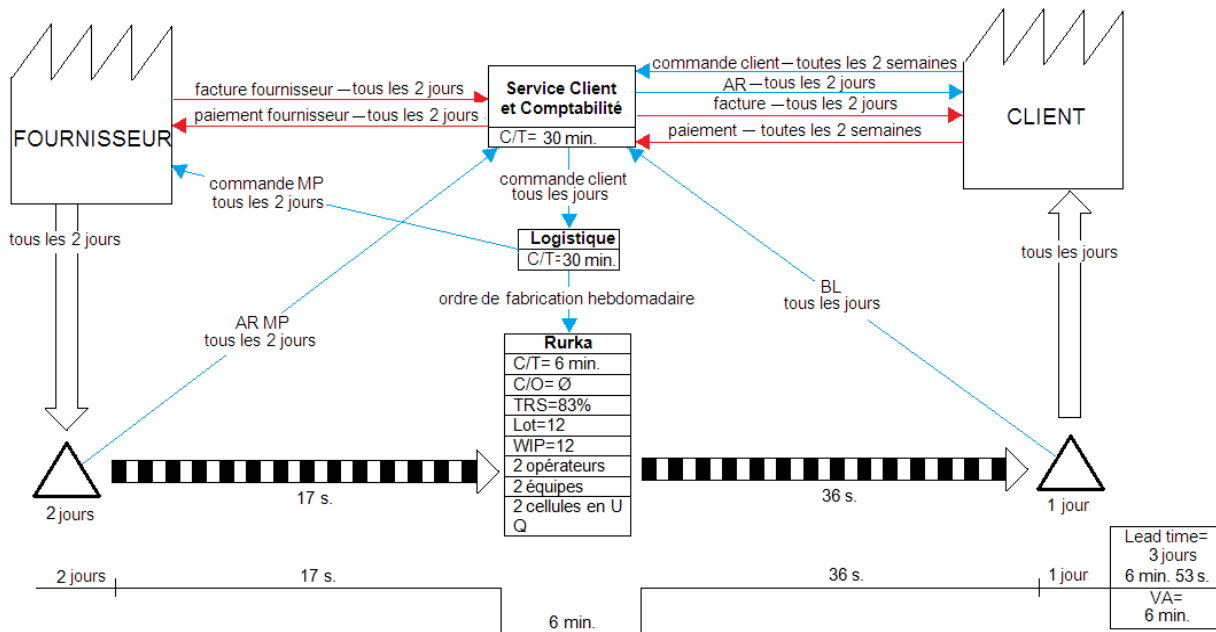 FOURNISSEUR
facture fournisseur —tous les 2 jours
paiement fournisseur—tous les 2 jours
Service Client
et Comptabilité
C/T= 30 min.
commande client—toutes les 2 semaines
AR—tous les 2 jours
facture — tous les 2 jours
paiement — toutes les 2 semaines
CLIENT
commande MP
tous les 2 jours
commande client
tous les jours
tous les 2 jours
Logistique
C/T=30 min.
tous les jours
ordre de fabrication hebdomadaire
BL
tous les jours
AR MP
tous les 2 jours
Rurka
C/T= 6 min.
C/O= Ø
TRS=83%
Lot=12
WIP=12
2 opérateurs
2 équipes
2 cellules en U
Q
17 s.
36 s.
2 jours
1 jour
2 jours
17 s.
6 min.
36 s.
1 jour
Lead time=
3 jours
6 min. 53 s.
VA=
6 min.